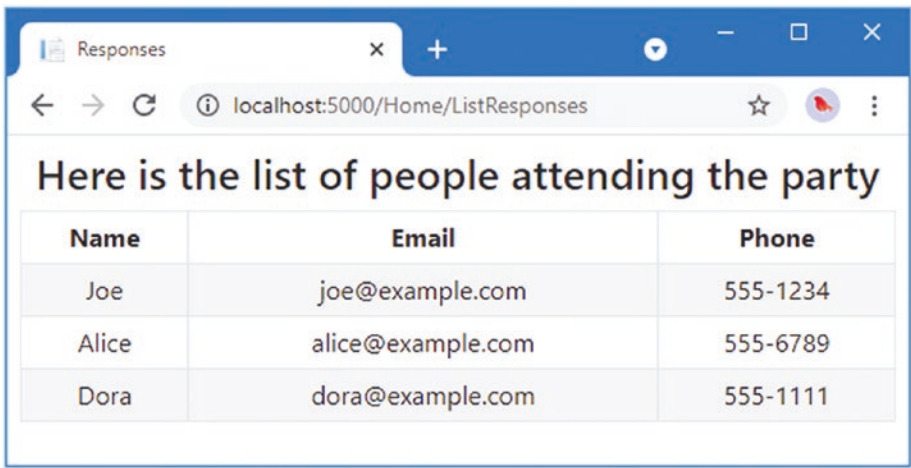 Responses
localhost:5000/Home/ListResponses
Here is the list of people attending the party
Name Email Phone
Joe joe@example.com 555-1234
Alice alice@example.com 555-6789
Dora dora@example.com 555-1111